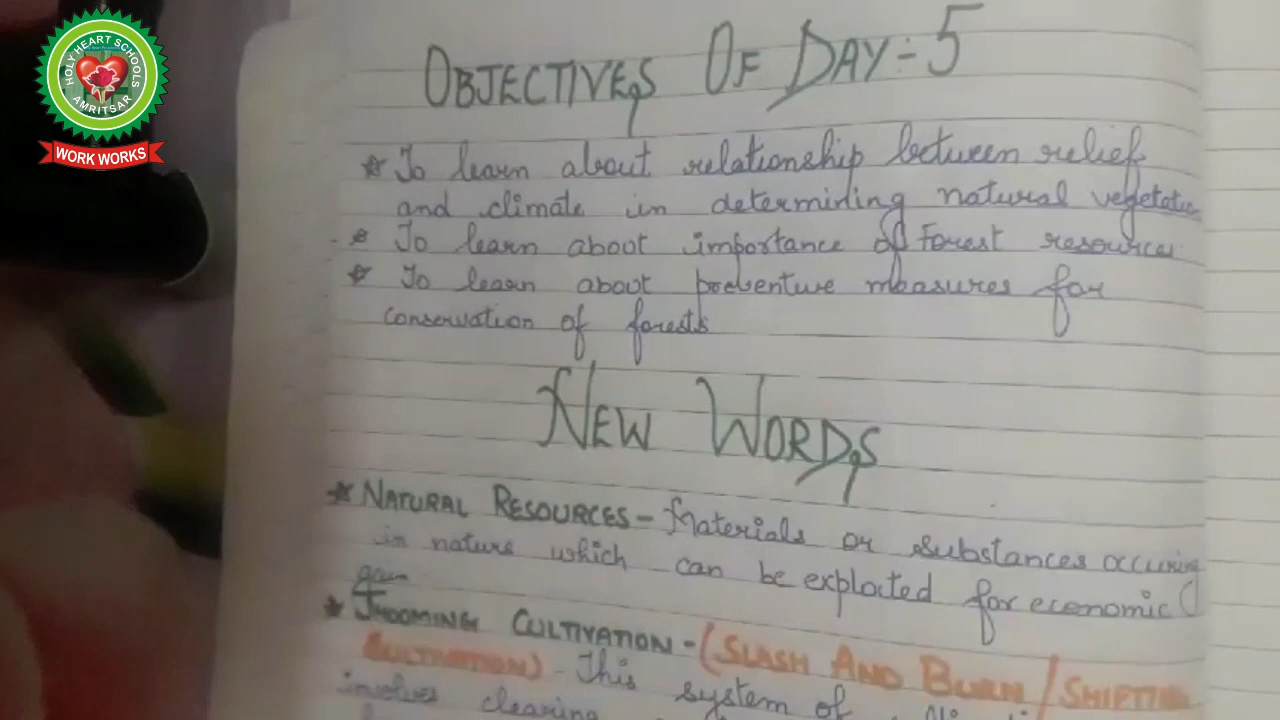 HOLY HEART SCHOOLS
AMRITSAR
WORK WORKS
OBJECTIVES OF DAY :- 5
To learn about relationship between relief
and climate in determining natural vegetation
To learn about importance of Forest resources
To learn about preventive measures for
conservation of forests
NEW WORDS
NATURAL RESOURCES - Materials or substances occuring
in nature which can be exploited for economic
gain
JHOOMING CULTIVATION - (SLASH AND BURN / SHIFTING
CULTIVATION) - This system of
involves clearing